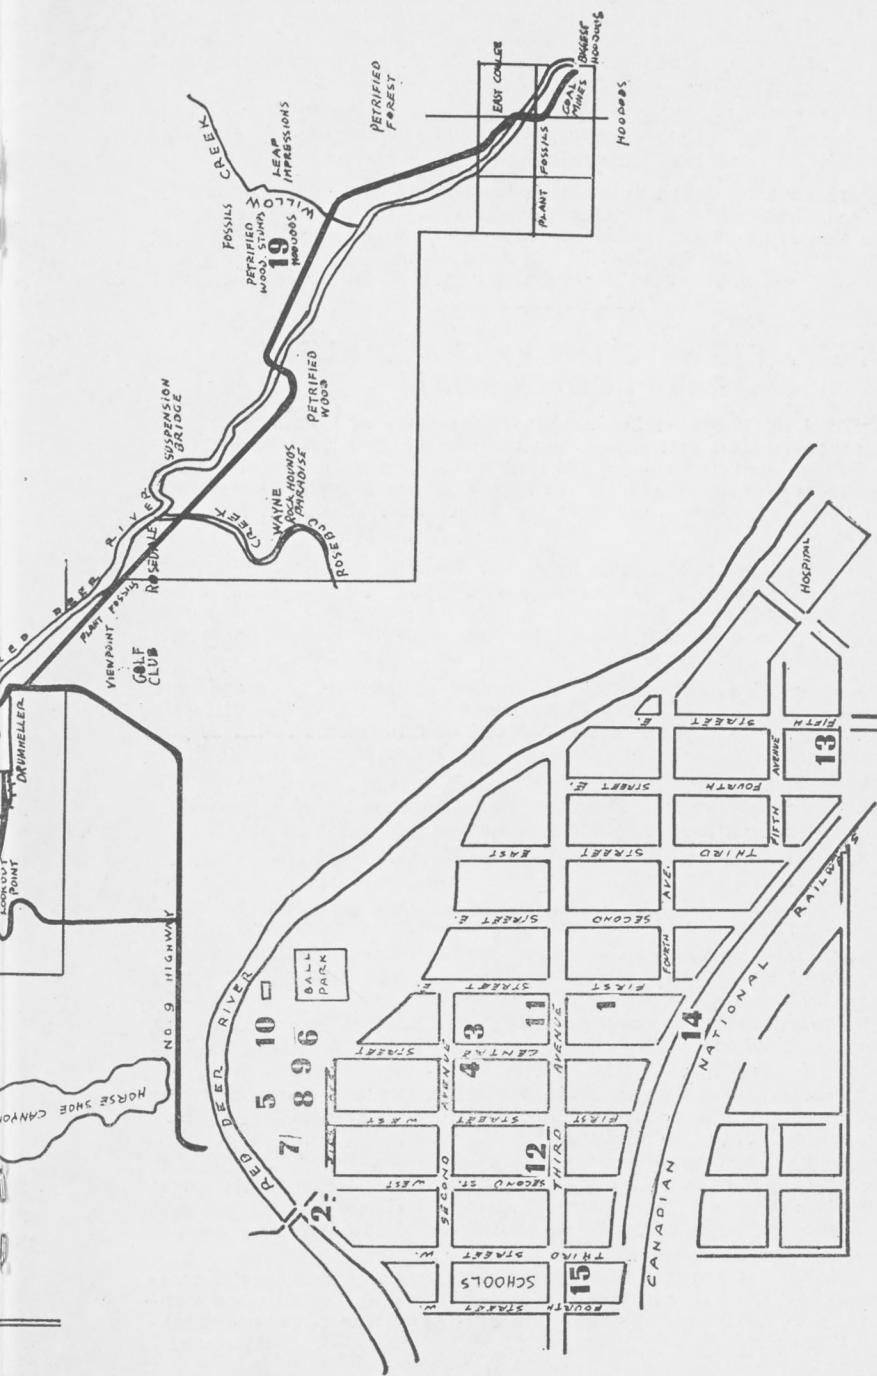 CREEK
WILLOW
LEAF
IMPRESSIONS
FOSSILS
PETRIFIED
WOOD. STUMPS
19
HOODOOS
PETRIFIED
FOREST
EAST COULEE
BIGGEST
HOODOOS
COAL
MINES
PLANT FOSSILS
HOODOOS
PETRIFIED
WOOD
SUSPENSION
BRIDGE
DEER RIVER
ROSEDALE
PLANT FOSSILS
ROSEBUD
CREEK
WAYNE
ROCK HOUNDS
PARADISE
VIEWPOINT
GOLF
CLUB
DRUMHELLER
LOOKOUT
POINT
NO. 9 HIGHWAY
HORSE SHOE CANYON
RED DEER RIVER
BALL
PARK
5
10
8
9
6
7
2
3
4
11
1
12
15
14
13
SECOND AVENUE
THIRD AVENUE
FOURTH AVE.
FIFTH AVENUE
FOURTH STREET W.
THIRD STREET W.
SECOND ST. WEST
FIRST STREET WEST
CENTRE STREET
FIRST STREET E.
SECOND STREET E.
THIRD STREET EAST
FOURTH STREET E.
FIFTH STREET E.
SCHOOLS
HOSPITAL
CANADIAN NATIONAL RAILWAYS